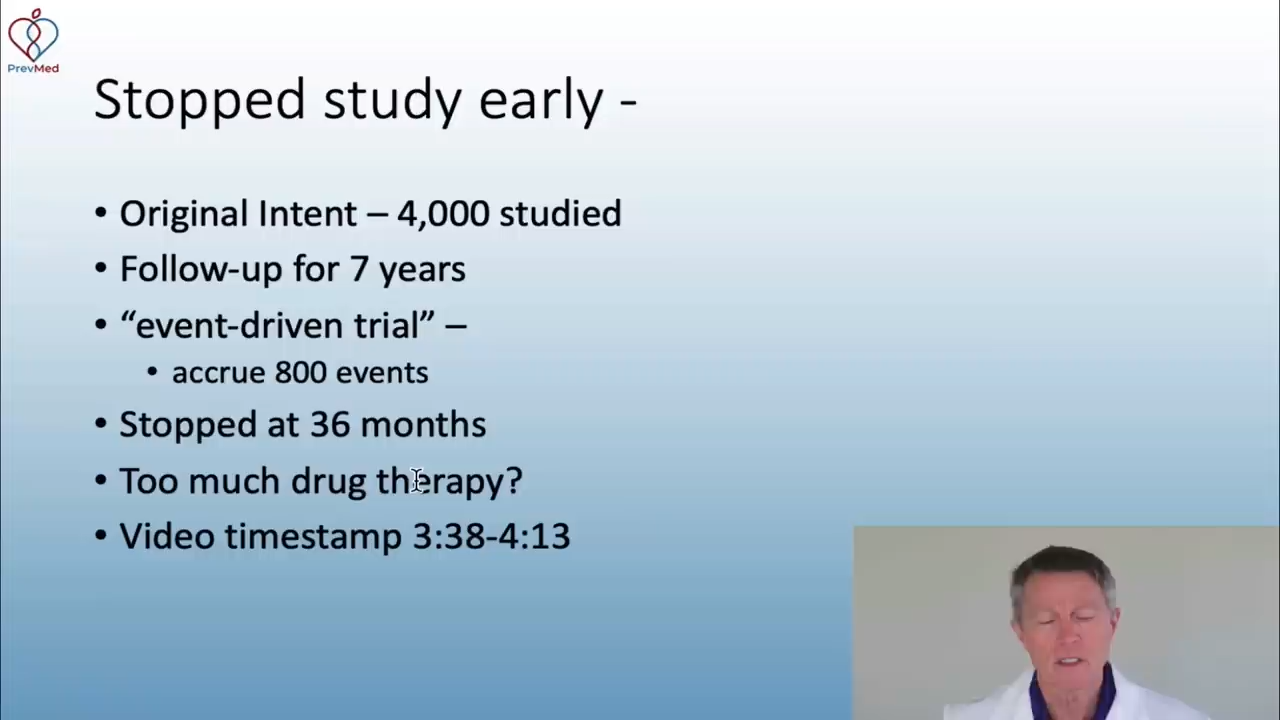 PrevMed
Stopped study early -
• Original Intent – 4,000 studied
• Follow-up for 7 years
• “event-driven trial” –
• accrue 800 events
• Stopped at 36 months
• Too much drug therapy?
• Video timestamp 3:38-4:13